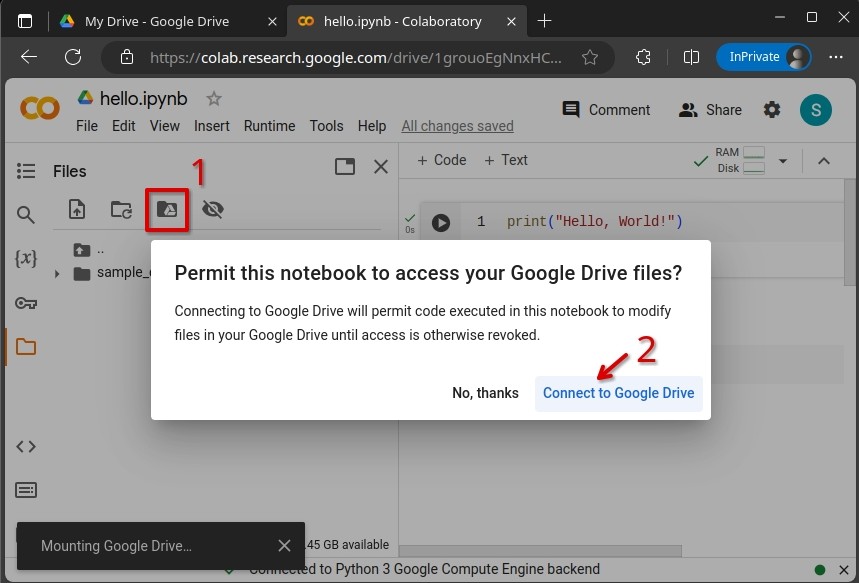 My Drive - Google Drive
hello.ipynb - Colaboratory
https://colab.research.google.com/drive/1grouoEgNnxHC...
InPrivate
hello.ipynb
Comment
Share
S
File Edit View Insert Runtime Tools Help All changes saved
Files
1
+ Code + Text
RAM
Disk
{x}
..
sample_
0s
1 print("Hello, World!")
Permit this notebook to access your Google Drive files?
Connecting to Google Drive will permit code executed in this notebook to modify
files in your Google Drive until access is otherwise revoked.
2
No, thanks
Connect to Google Drive
Mounting Google Drive...
.45 GB available
Connected to Python 3 Google Compute Engine backend